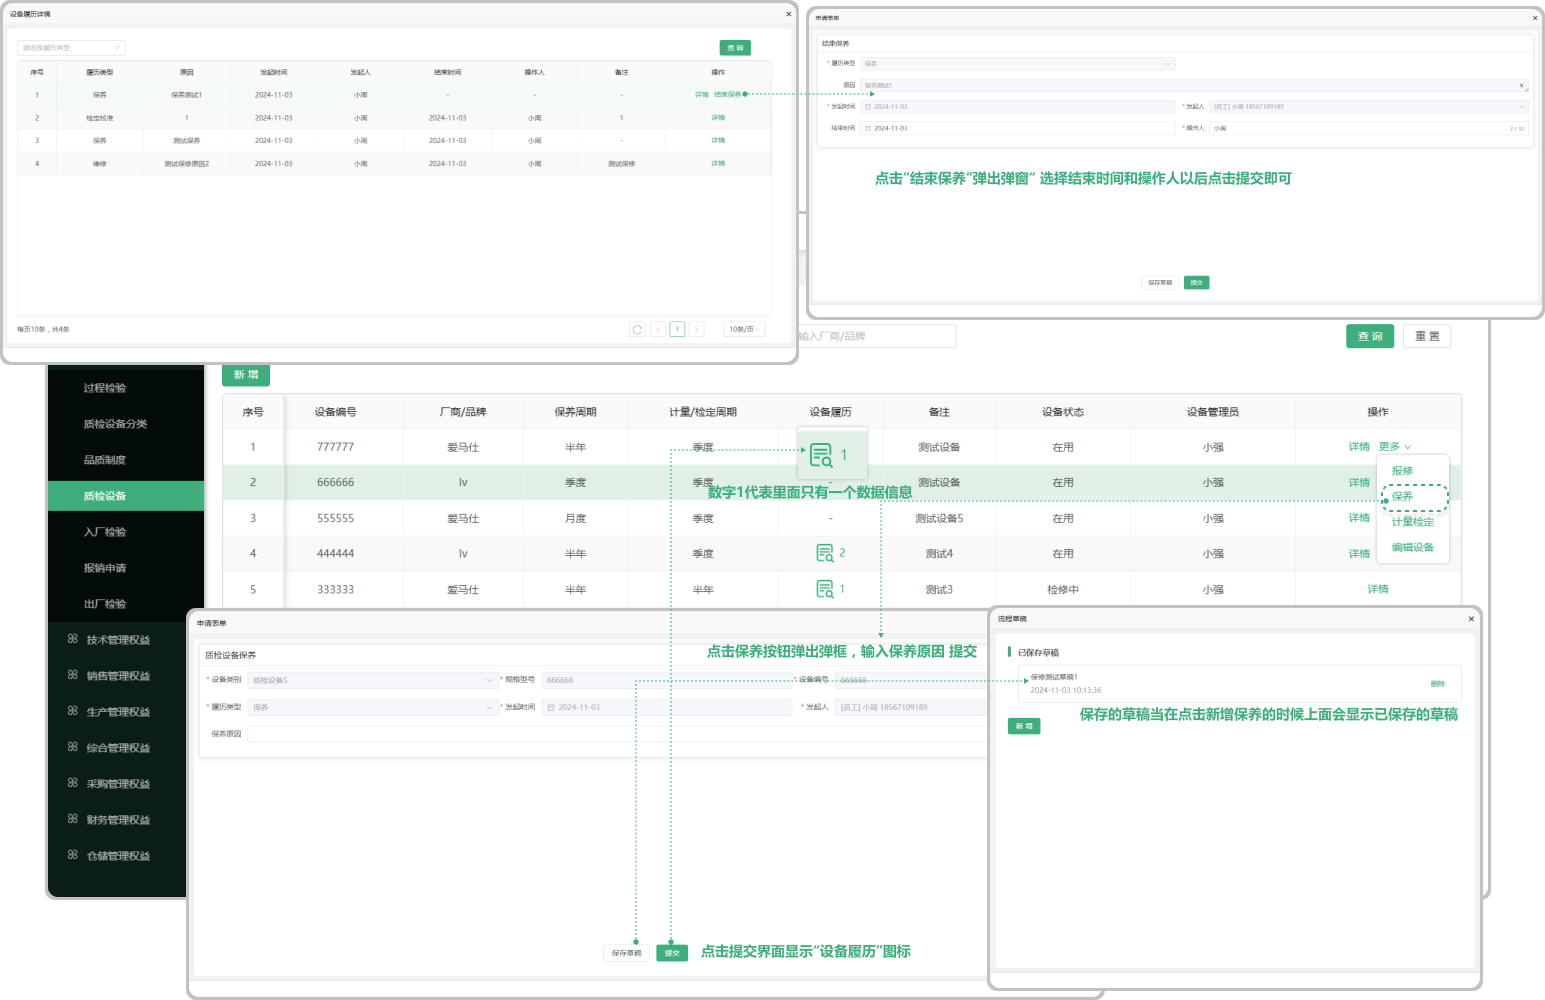 设备履历详情
请选择履历类型
查 询
序号 履历类型 原因 发起时间 发起人 结束时间 操作人 备注 操作
1 保养 保养测试1 2024-11-03 小周 - - - 详情 结束保养
2 检定校准 1 2024-11-03 小周 2024-11-03 小周 1 详情
3 保养 测试保养 2024-11-03 小周 2024-11-03 小周 - 详情
4 维修 测试保修原因2 2024-11-03 小周 2024-11-03 小周 测试保修 详情
每页10条，共4条
1
10条/页
申请表单
结束保养
* 履历类型 保养
原因 保养测试1
* 发起时间 2024-11-03 * 发起人 [员工] 小周 18567109189
结束时间 2024-11-03 * 操作人 小周 2 / 32
点击“结束保养”弹出弹窗” 选择结束时间和操作人以后点击提交即可
保存草稿 提交
输入厂商/品牌
查 询 重 置
新 增
过程检验
质检设备分类
品质制度
质检设备
入厂检验
报销申请
出厂检验
技术管理权益
销售管理权益
生产管理权益
综合管理权益
采购管理权益
财务管理权益
仓储管理权益
序号 设备编号 厂商/品牌 保养周期 计量/检定周期 设备履历 备注 设备状态 设备管理员 操作
1 777777 爱马仕 半年 季度 1 测试设备 在用 小强 详情 更多
2 666666 lv 季度 季度 - 测试设备 在用 小强 详情
3 555555 爱马仕 月度 季度 - 测试设备5 在用 小强 详情
4 444444 lv 半年 季度 2 测试4 在用 小强 详情
5 333333 爱马仕 半年 半年 1 测试3 检修中 小强 详情
报修
保养
计量检定
编辑设备
数字1代表里面只有一个数据信息
申请表单
质检设备保养
点击保养按钮弹出弹框，输入保养原因 提交
* 设备类别 质检设备5 * 规格型号 666666 * 设备编号 666666
* 履历类型 保养 * 发起时间 2024-11-03 * 发起人 [员工] 小周 18567109189
保养原因
保存草稿 提交
点击提交界面显示“设备履历”图标
流程草稿
已保存草稿
保修测试草稿1
2024-11-03 10:13:36
删除
新 增
保存的草稿当在点击新增保养的时候上面会显示已保存的草稿